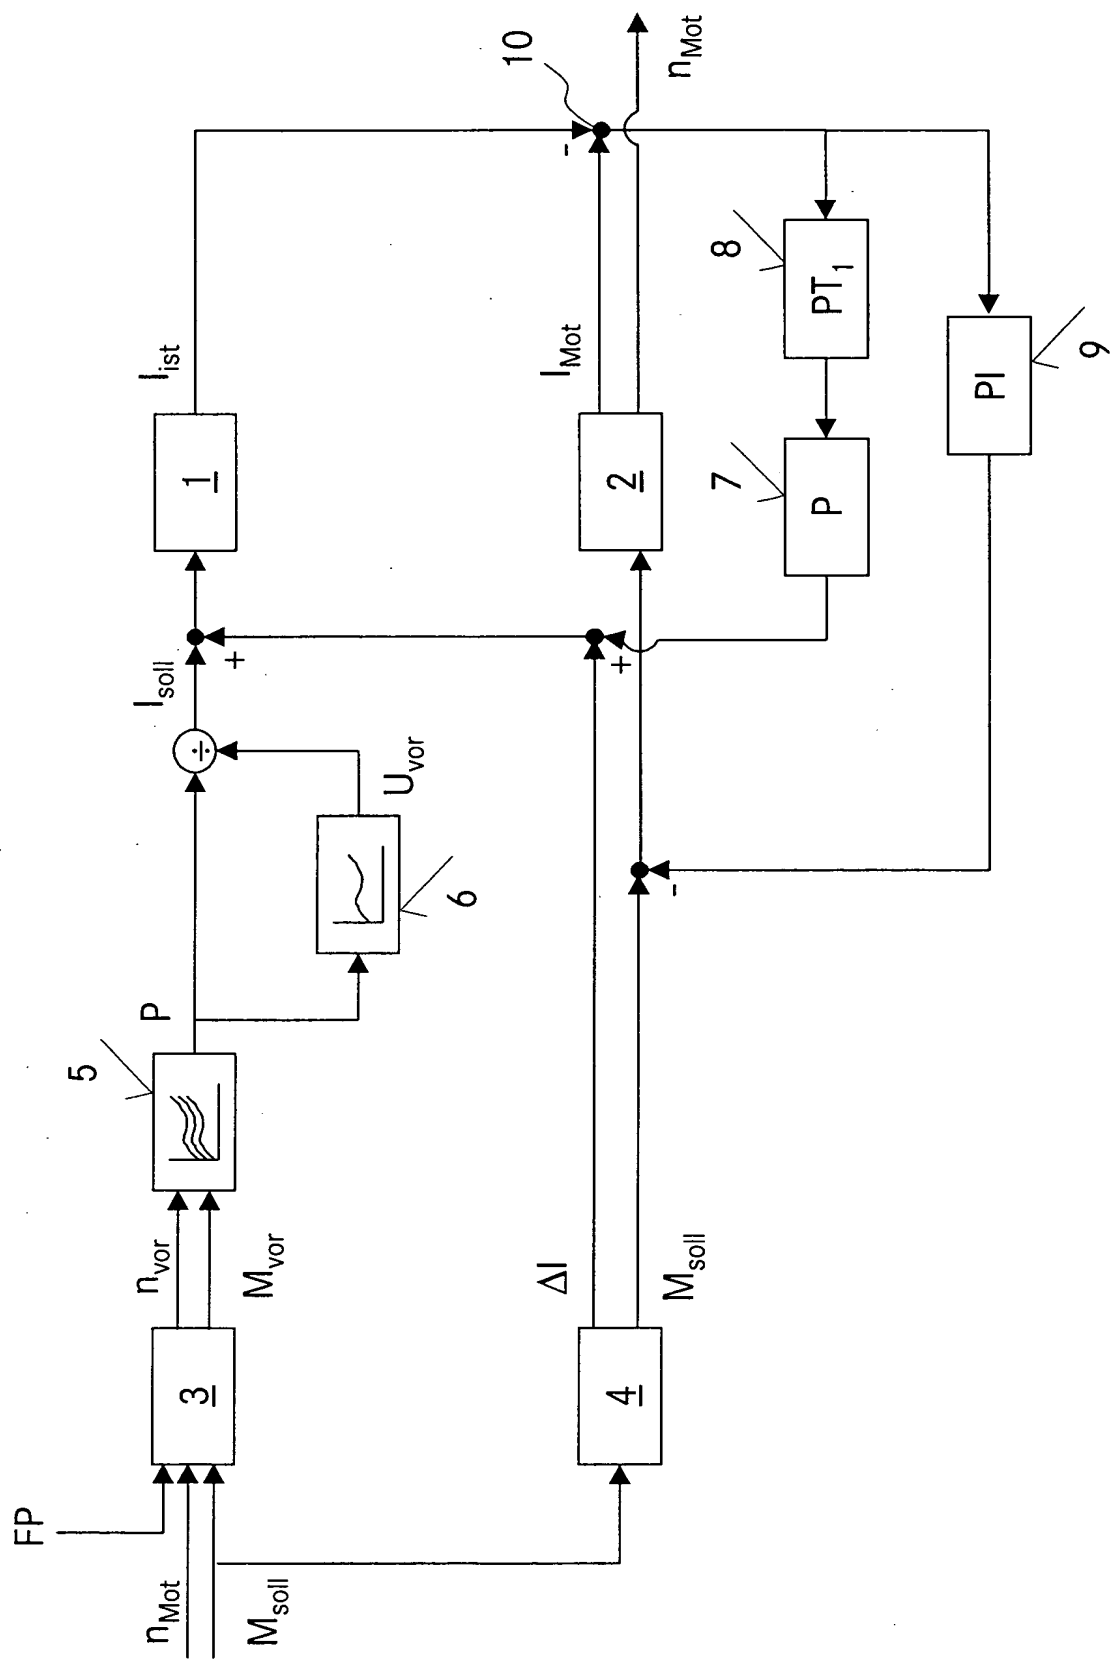 FP
n_Mot
M_soll
3
n_vor
M_vor
5
P
6
U_vor
÷
I_soll
+
1
I_ist
4
ΔI
M_soll
-
+
2
I_Mot
-
10
n_Mot
7
P
8
PT_1
PI
9